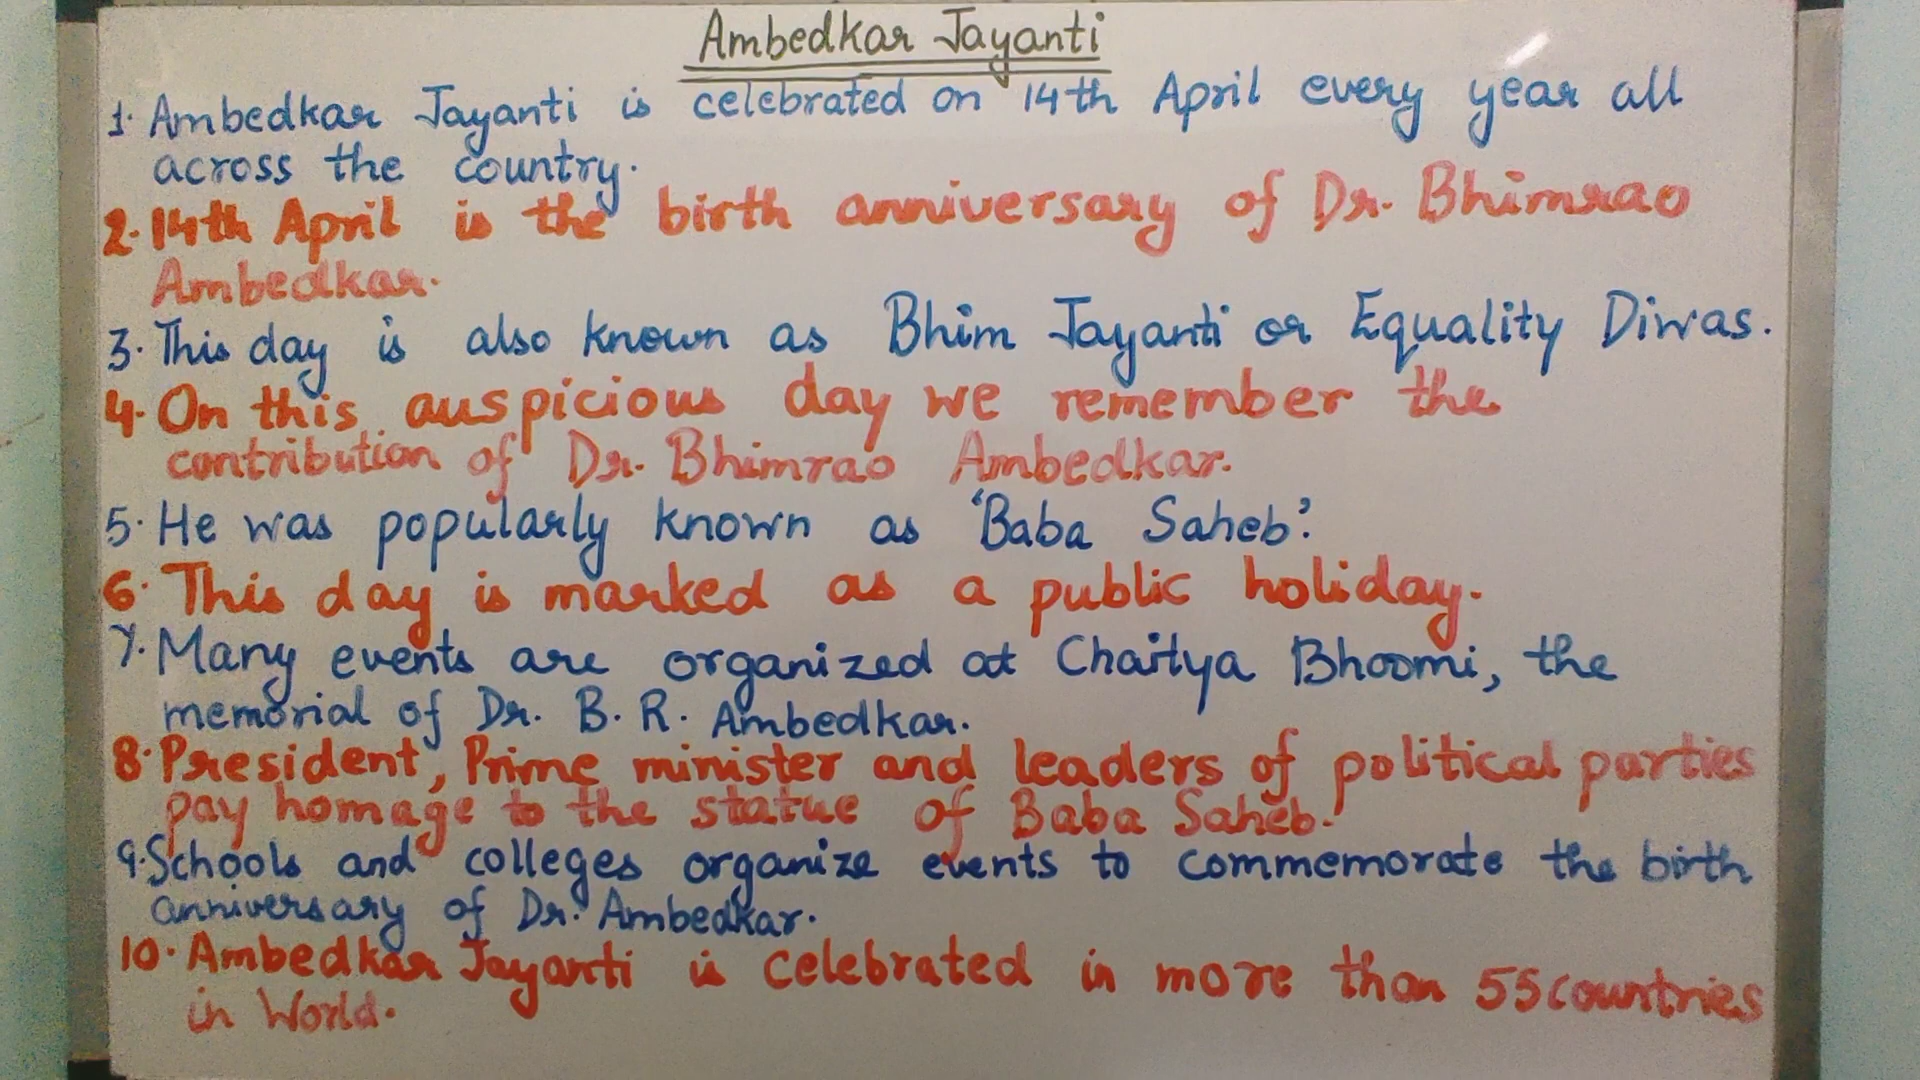 Ambedkar Jayanti
1. Ambedkar Jayanti is celebrated on 14th April every year all
across the country.
2. 14th April is the birth anniversary of Dr. Bhimrao
Ambedkar.
3. This day is also known as Bhim Jayanti or Equality Diwas.
4. On this auspicious day we remember the
contribution of Dr. Bhimrao Ambedkar.
5. He was popularly known as 'Baba Saheb'.
6. This day is marked as a public holiday.
7. Many events are organized at Chaitya Bhoomi, the
memorial of Dr. B. R. Ambedkar.
8. President, Prime minister and leaders of political parties
pay homage to the statue of Baba Saheb.
9. Schools and colleges organize events to commemorate the birth
anniversary of Dr. Ambedkar.
10. Ambedkar Jayanti is celebrated in more than 55 countries
in World.